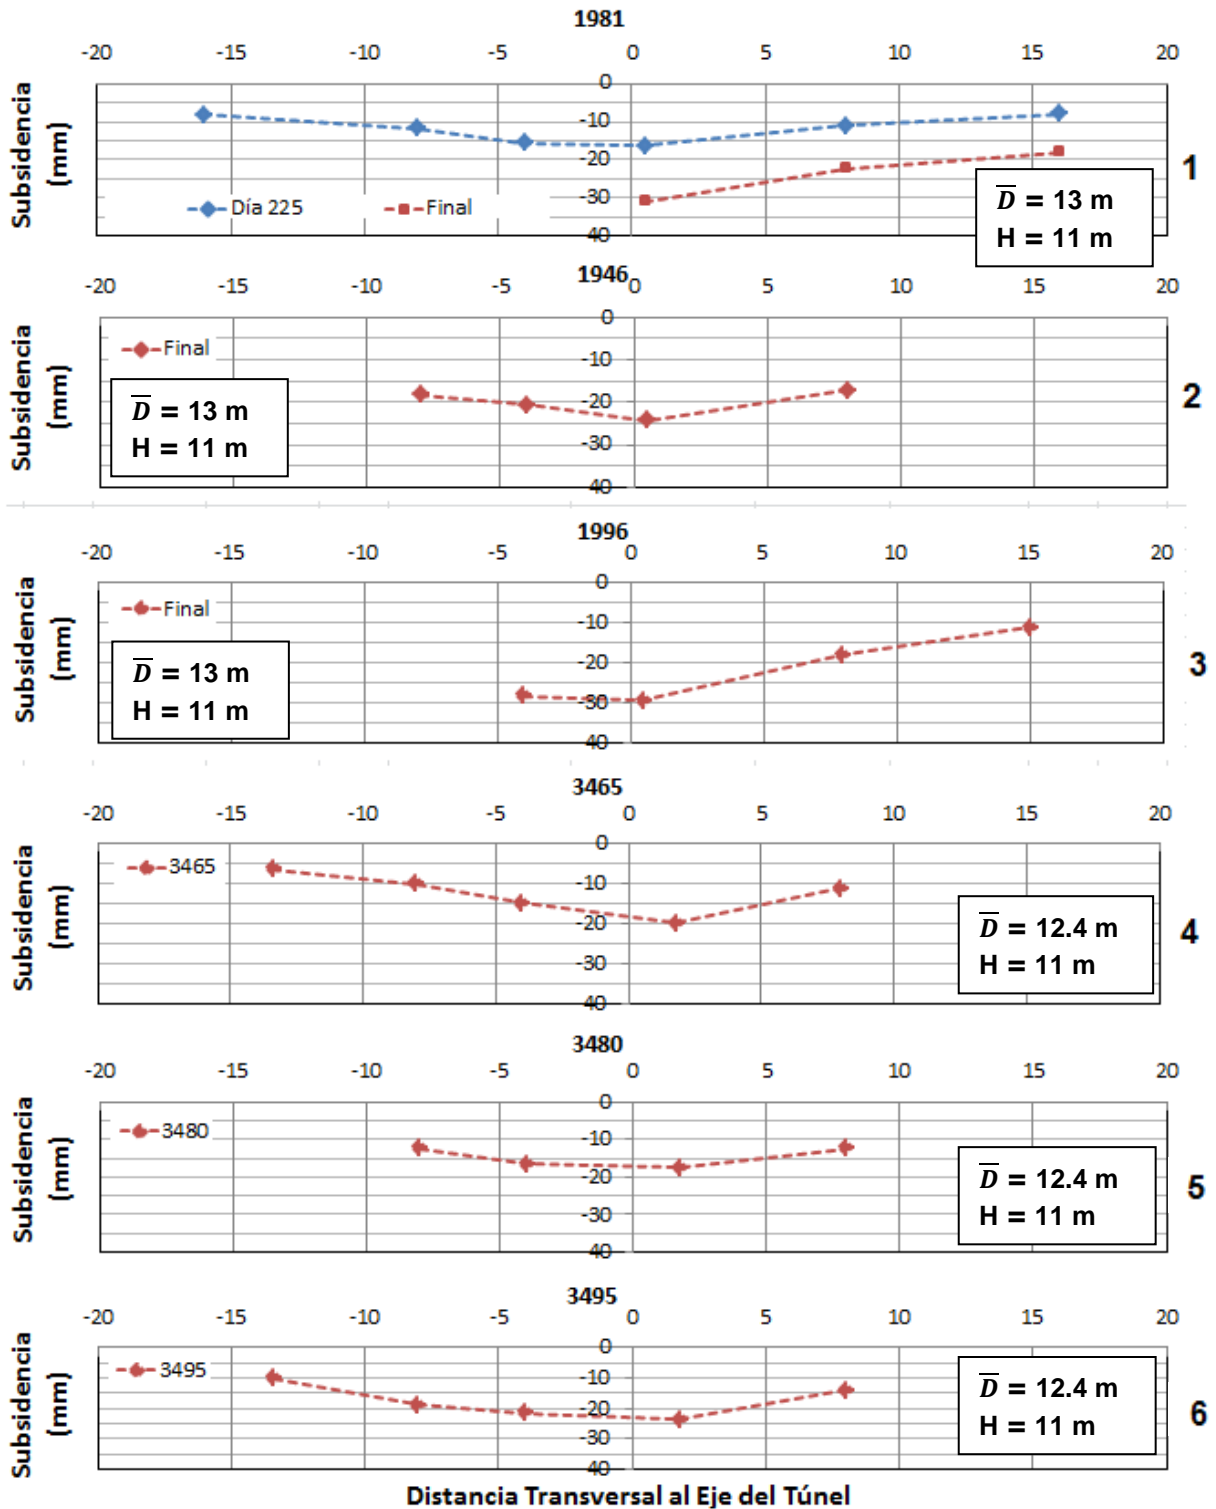 1981
-20 -15 -10 -5 0 5 10 15 20
Subsidencia
(mm)
0
-10
-20
-30
40
Día 225 Final
D̅ = 13 m
H = 11 m
1
1946
-20 -15 -10 -5 0 5 10 15 20
Subsidencia
(mm)
0
-10
-20
-30
40
Final
D̅ = 13 m
H = 11 m
2
1996
-20 -15 -10 -5 0 5 10 15 20
Subsidencia
(mm)
0
-10
-20
-30
40
Final
D̅ = 13 m
H = 11 m
3
3465
-20 -15 -10 -5 0 5 10 15 20
Subsidencia
(mm)
0
-10
-20
-30
40
3465
D̅ = 12.4 m
H = 11 m
4
3480
-20 -15 -10 -5 0 5 10 15 20
Subsidencia
(mm)
0
-10
-20
-30
40
3480
D̅ = 12.4 m
H = 11 m
5
3495
-20 -15 -10 -5 0 5 10 15 20
Subsidencia
(mm)
0
-10
-20
-30
40
3495
D̅ = 12.4 m
H = 11 m
6
Distancia Transversal al Eje del Túnel